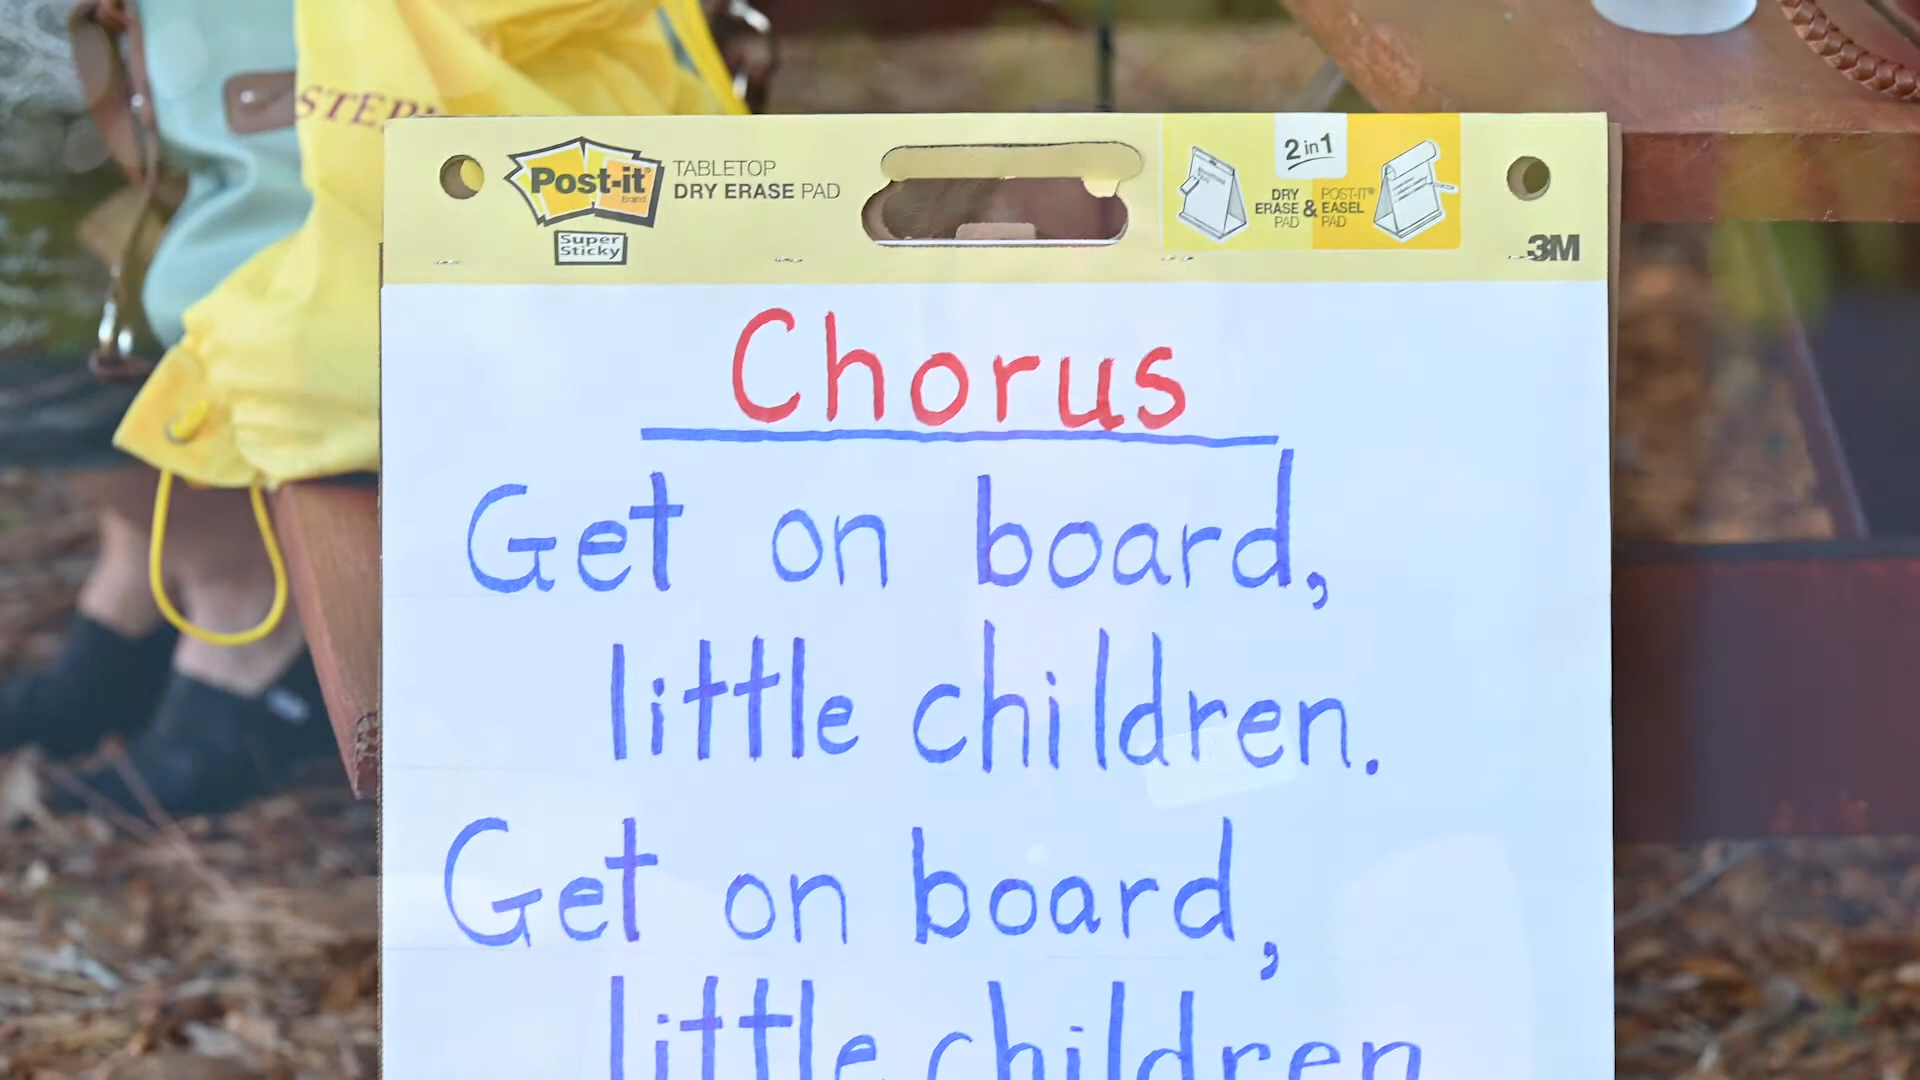 Post-it
Brand
Super
Sticky
TABLETOP
DRY ERASE PAD
2 in 1
DRY
ERASE
PAD
&
POST-IT®
EASEL
PAD
3M
Chorus
Get on board,
little children.
Get on board,
little children